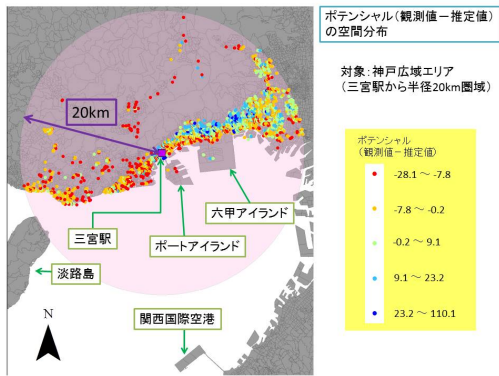 ポテンシャル(観測値－推定値)
の空間分布
対象:神戸広域エリア
(三宮駅から半径20km圏域)
20km
六甲アイランド
三宮駅
ポートアイランド
淡路島
関西国際空港
N
ポテンシャル
(観測値－推定値)
-28.1 ～ -7.8
-7.8 ～ -0.2
-0.2 ～ 9.1
9.1 ～ 23.2
23.2 ～ 110.1